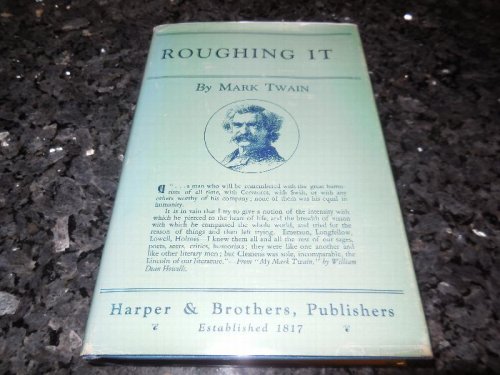 ROUGHING IT
By MARK TWAIN
". . . a man who will be remembered with the great humor-
ists of all time, with Cervantes, with Swift, or with any
others worthy of his company; none of them was his equal in
humanity.
It is in vain that I try to give a notion of the intensity with
which he pierced to the heart of life, and the breadth of vision
with which he compassed the whole world, and tried for the
reason of things and then left trying. Emerson, Longfellow,
Lowell, Holmes—I knew them all and all the rest of our sages,
poets, seers, critics, humorists; they were like one another and
like other literary men; but Clemens was sole, incomparable, the
Lincoln of our literature."—From "My Mark Twain," by William
Dean Howells.
Harper & Brothers, Publishers
Established 1817